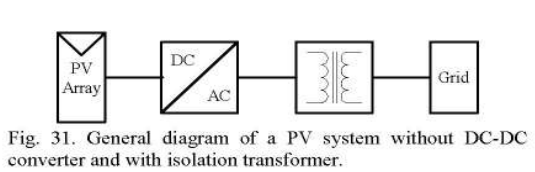 PV
Array
DC
AC
Grid
Fig. 31. General diagram of a PV system without DC-DC
converter and with isolation transformer.